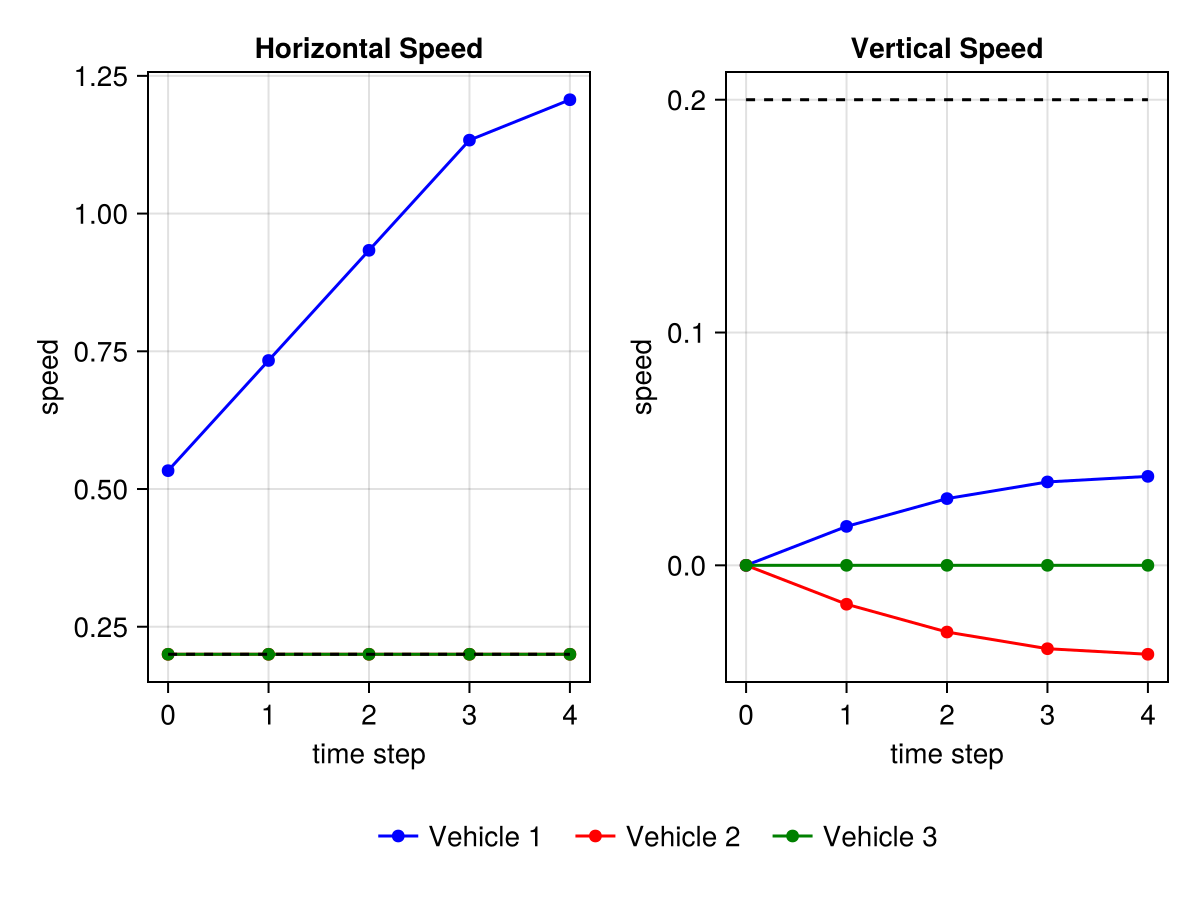 Horizontal Speed
1.25
1.00
0.75
0.50
0.25
speed
0 1 2 3 4
time step
Vertical Speed
0.2
0.1
0.0
speed
0 1 2 3 4
time step
Vehicle 1 Vehicle 2 Vehicle 3